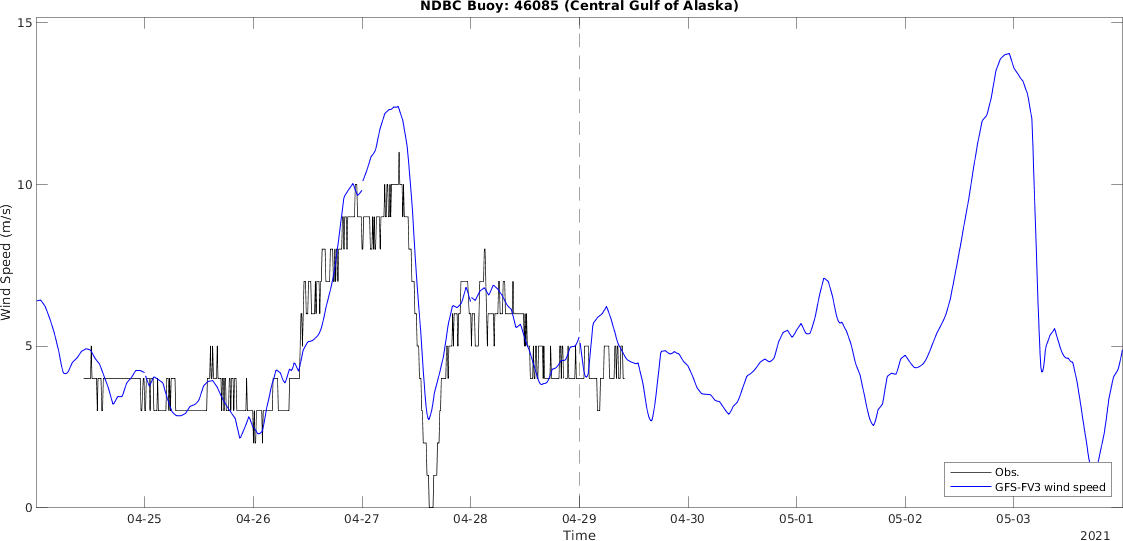 NDBC Buoy: 46085 (Central Gulf of Alaska)
15
10
5
0
Wind Speed (m/s)
04-25 04-26 04-27 04-28 04-29 04-30 05-01 05-02 05-03
Time
2021
Obs.
GFS-FV3 wind speed